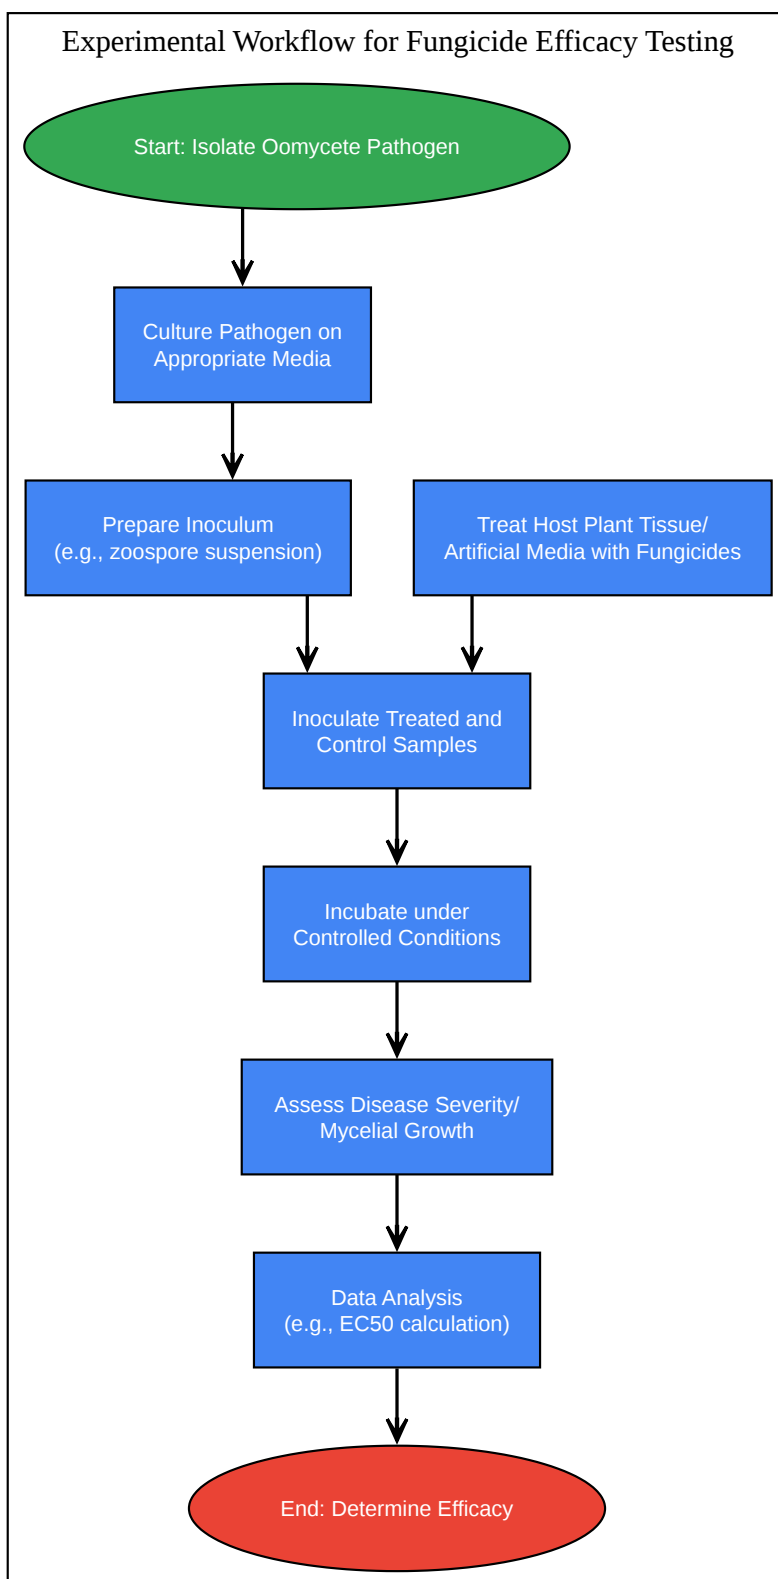 Experimental Workflow for Fungicide Efficacy Testing
Start: Isolate Oomycete Pathogen
Culture Pathogen on
Appropriate Media
Prepare Inoculum
(e.g., zoospore suspension)
Treat Host Plant Tissue/
Artificial Media with Fungicides
Inoculate Treated and
Control Samples
Incubate under
Controlled Conditions
Assess Disease Severity/
Mycelial Growth
Data Analysis
(e.g., EC50 calculation)
End: Determine Efficacy